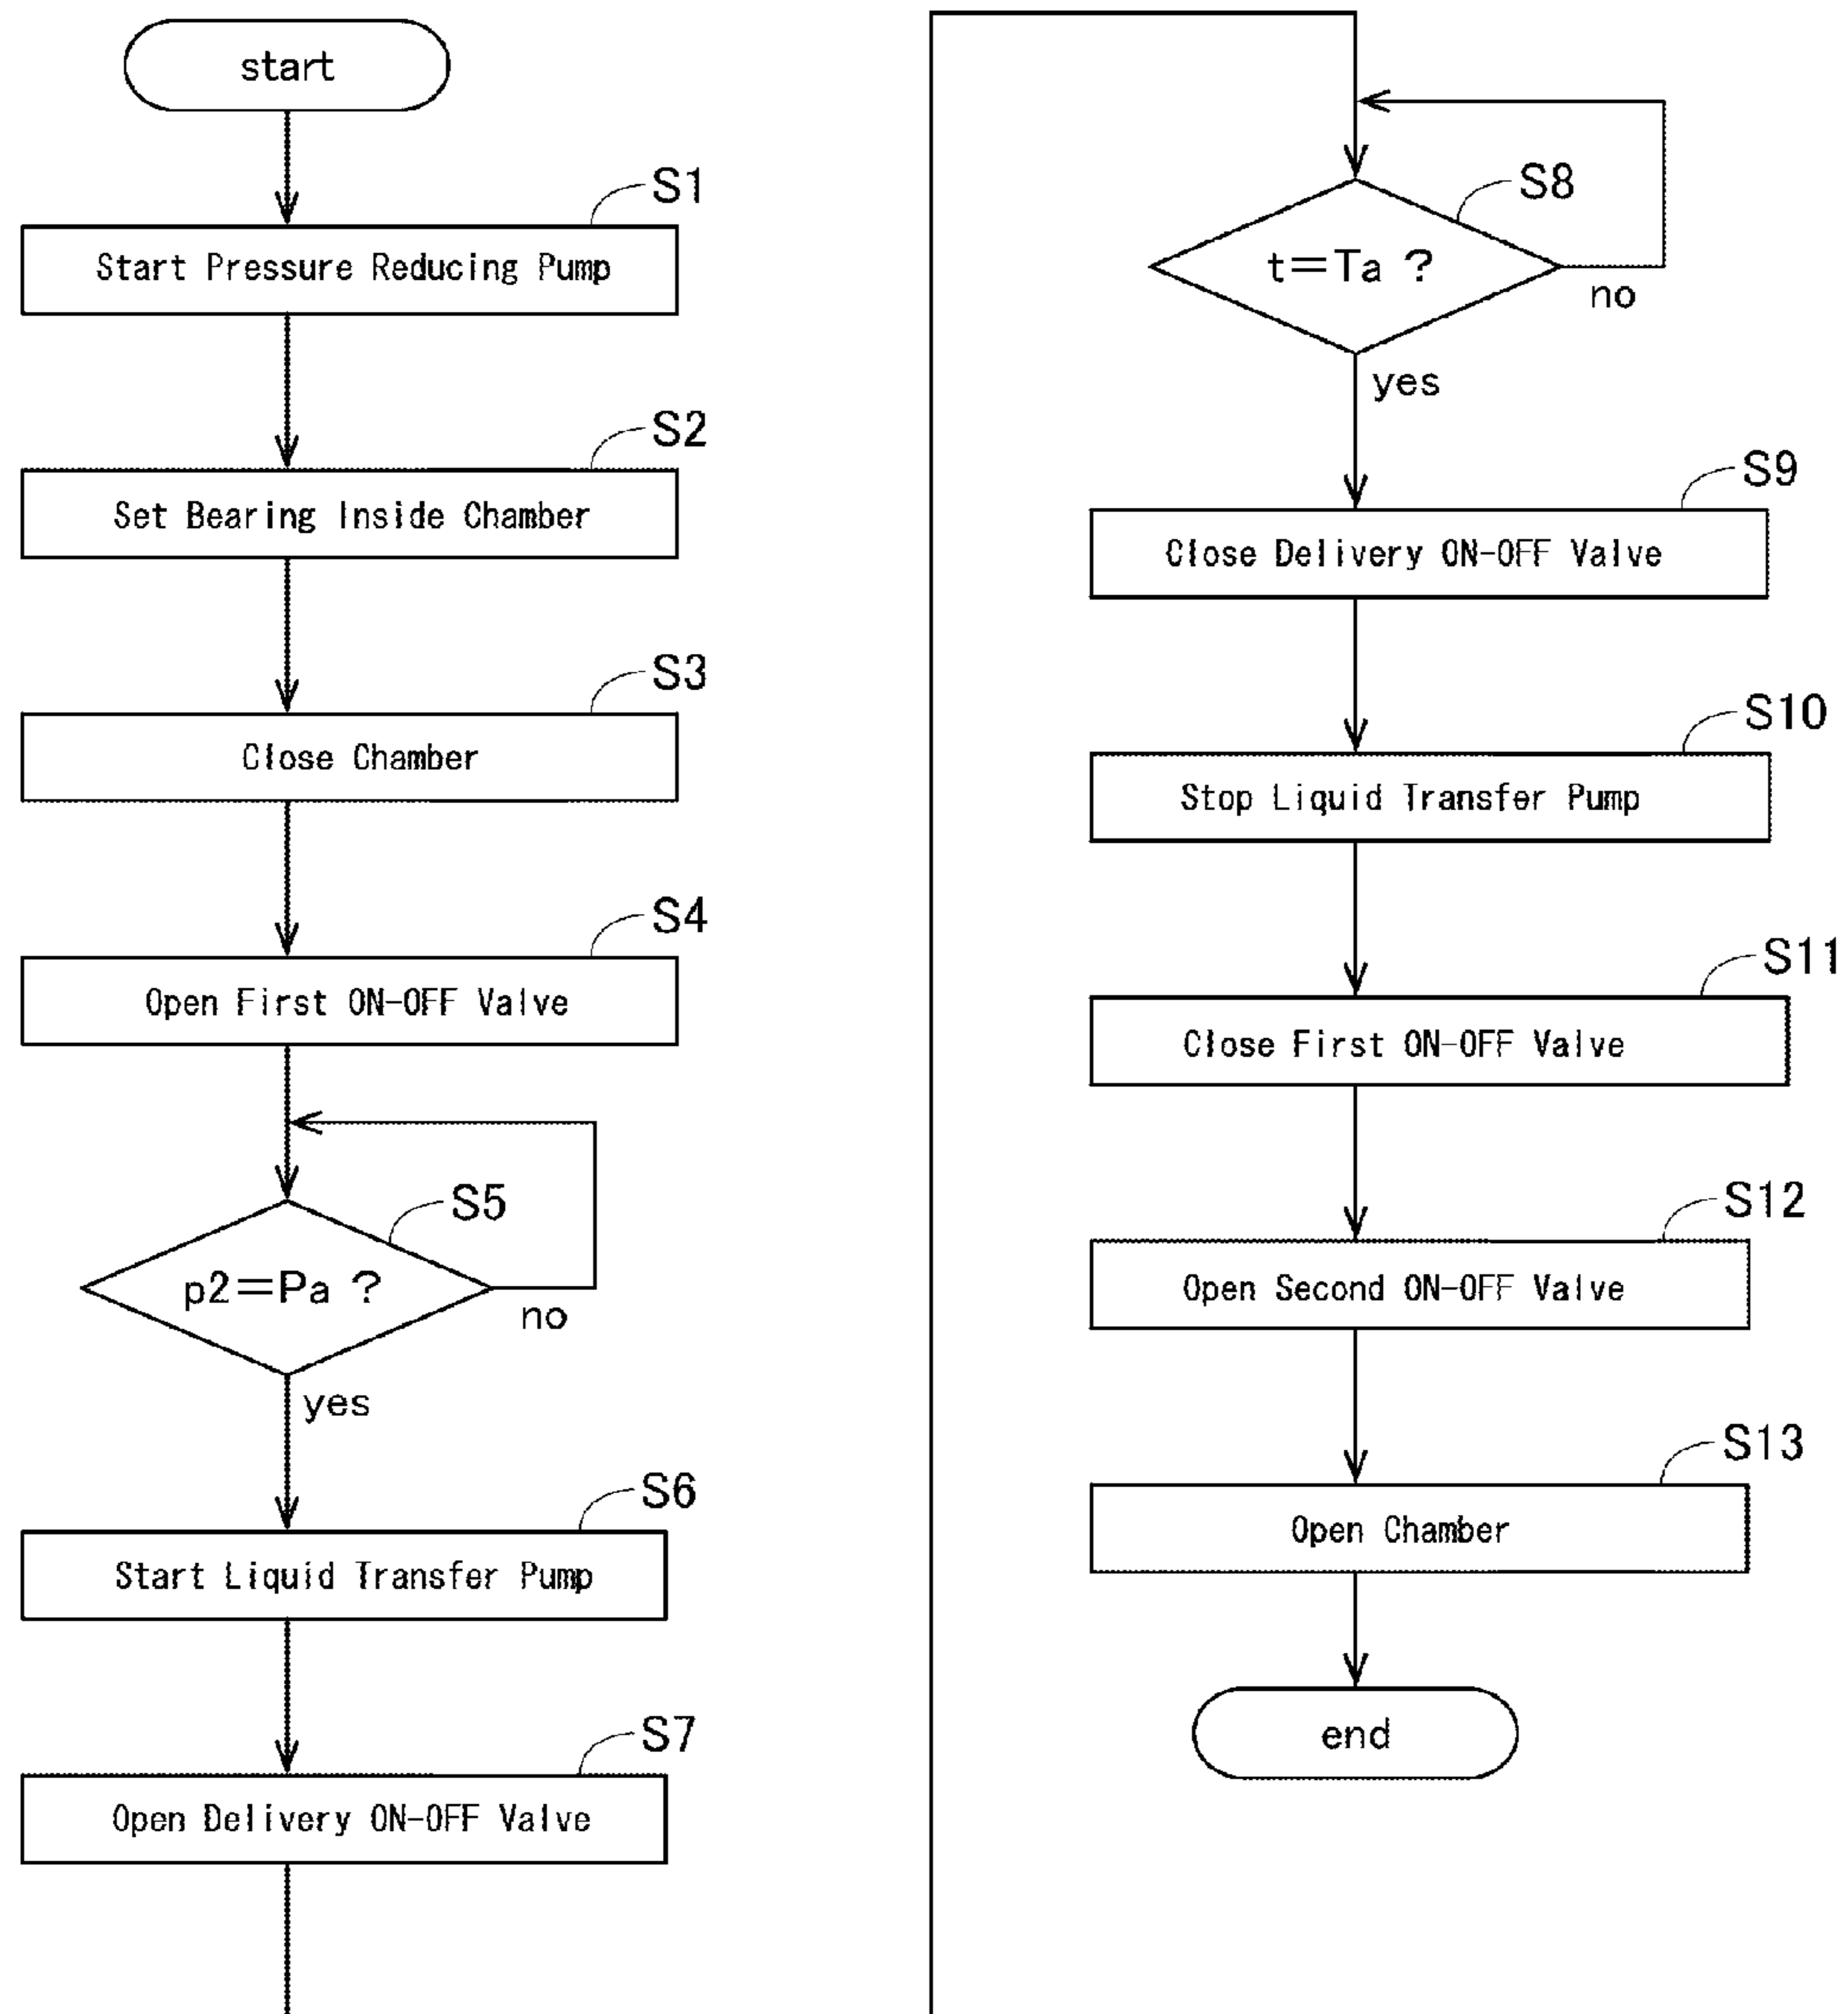 start
S1
Start Pressure Reducing Pump
S2
Set Bearing Inside Chamber
S3
Close Chamber
S4
Open First ON-OFF Valve
S5
p2=Pa ?
no
yes
S6
Start Liquid Transfer Pump
S7
Open Delivery ON-OFF Valve
S8
t=Ta ?
no
yes
S9
Close Delivery ON-OFF Valve
S10
Stop Liquid Transfer Pump
S11
Close First ON-OFF Valve
S12
Open Second ON-OFF Valve
S13
Open Chamber
end